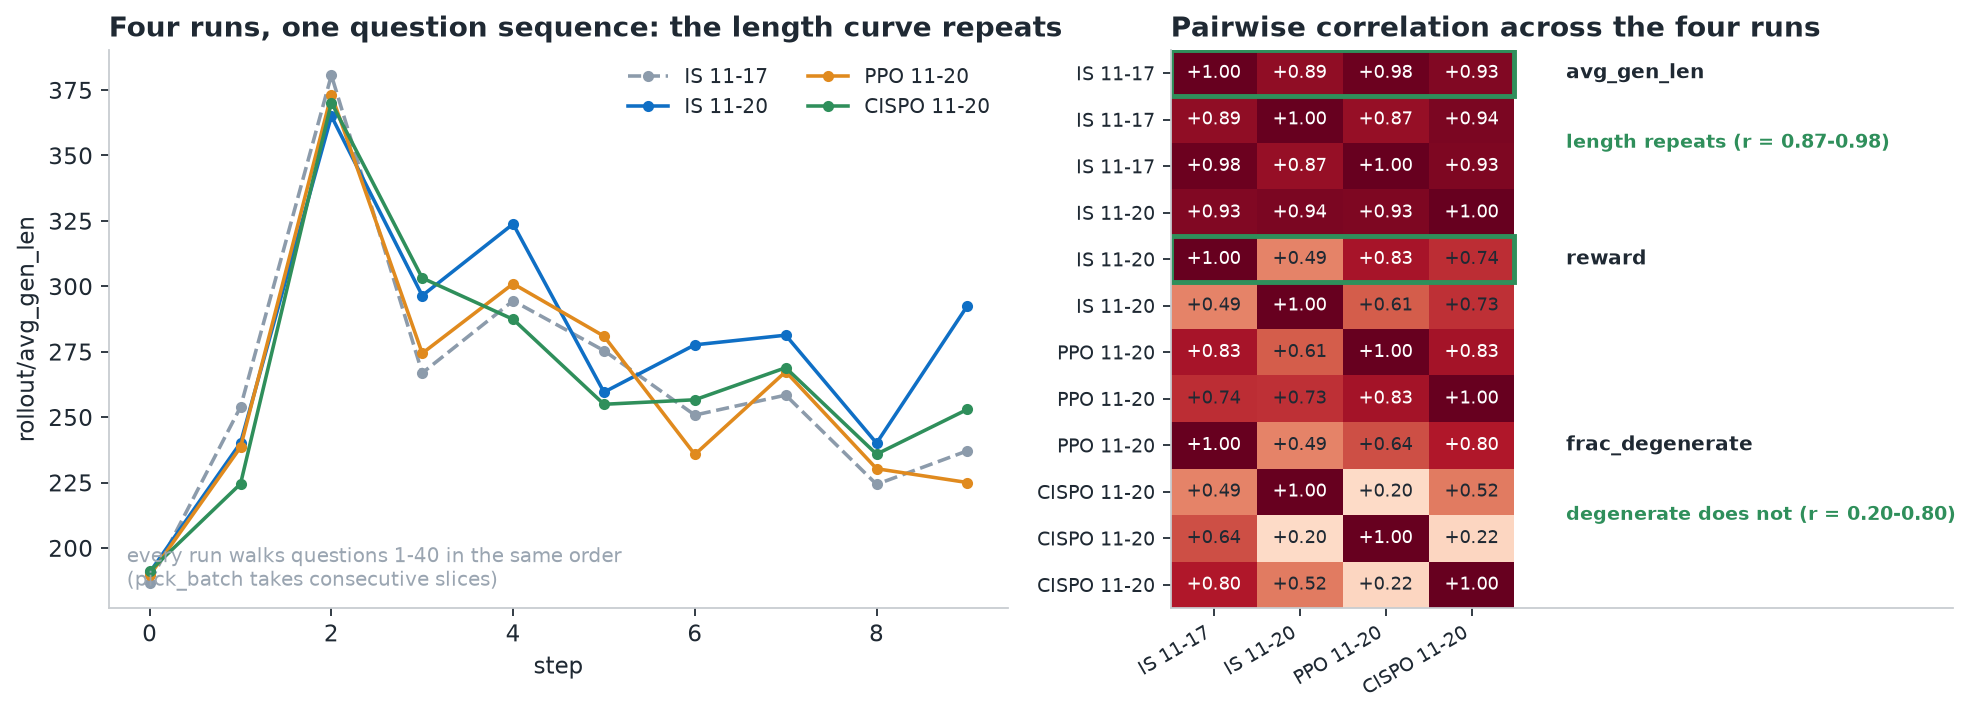 Four runs, one question sequence: the length curve repeats
IS 11-17
IS 11-20
PPO 11-20
CISPO 11-20
rollout/avg_gen_len
375
350
325
300
275
250
225
200
every run walks questions 1-40 in the same order
(pick_batch takes consecutive slices)
0 2 4 6 8
step
Pairwise correlation across the four runs
IS 11-17 +1.00 +0.89 +0.98 +0.93 avg_gen_len
IS 11-17 +0.89 +1.00 +0.87 +0.94
length repeats (r = 0.87-0.98)
IS 11-17 +0.98 +0.87 +1.00 +0.93
IS 11-20 +0.93 +0.94 +0.93 +1.00
IS 11-20 +1.00 +0.49 +0.83 +0.74 reward
IS 11-20 +0.49 +1.00 +0.61 +0.73
PPO 11-20 +0.83 +0.61 +1.00 +0.83
PPO 11-20 +0.74 +0.73 +0.83 +1.00
PPO 11-20 +1.00 +0.49 +0.64 +0.80 frac_degenerate
CISPO 11-20 +0.49 +1.00 +0.20 +0.52
degenerate does not (r = 0.20-0.80)
CISPO 11-20 +0.64 +0.20 +1.00 +0.22
CISPO 11-20 +0.80 +0.52 +0.22 +1.00
IS 11-17 IS 11-20 PPO 11-20 CISPO 11-20